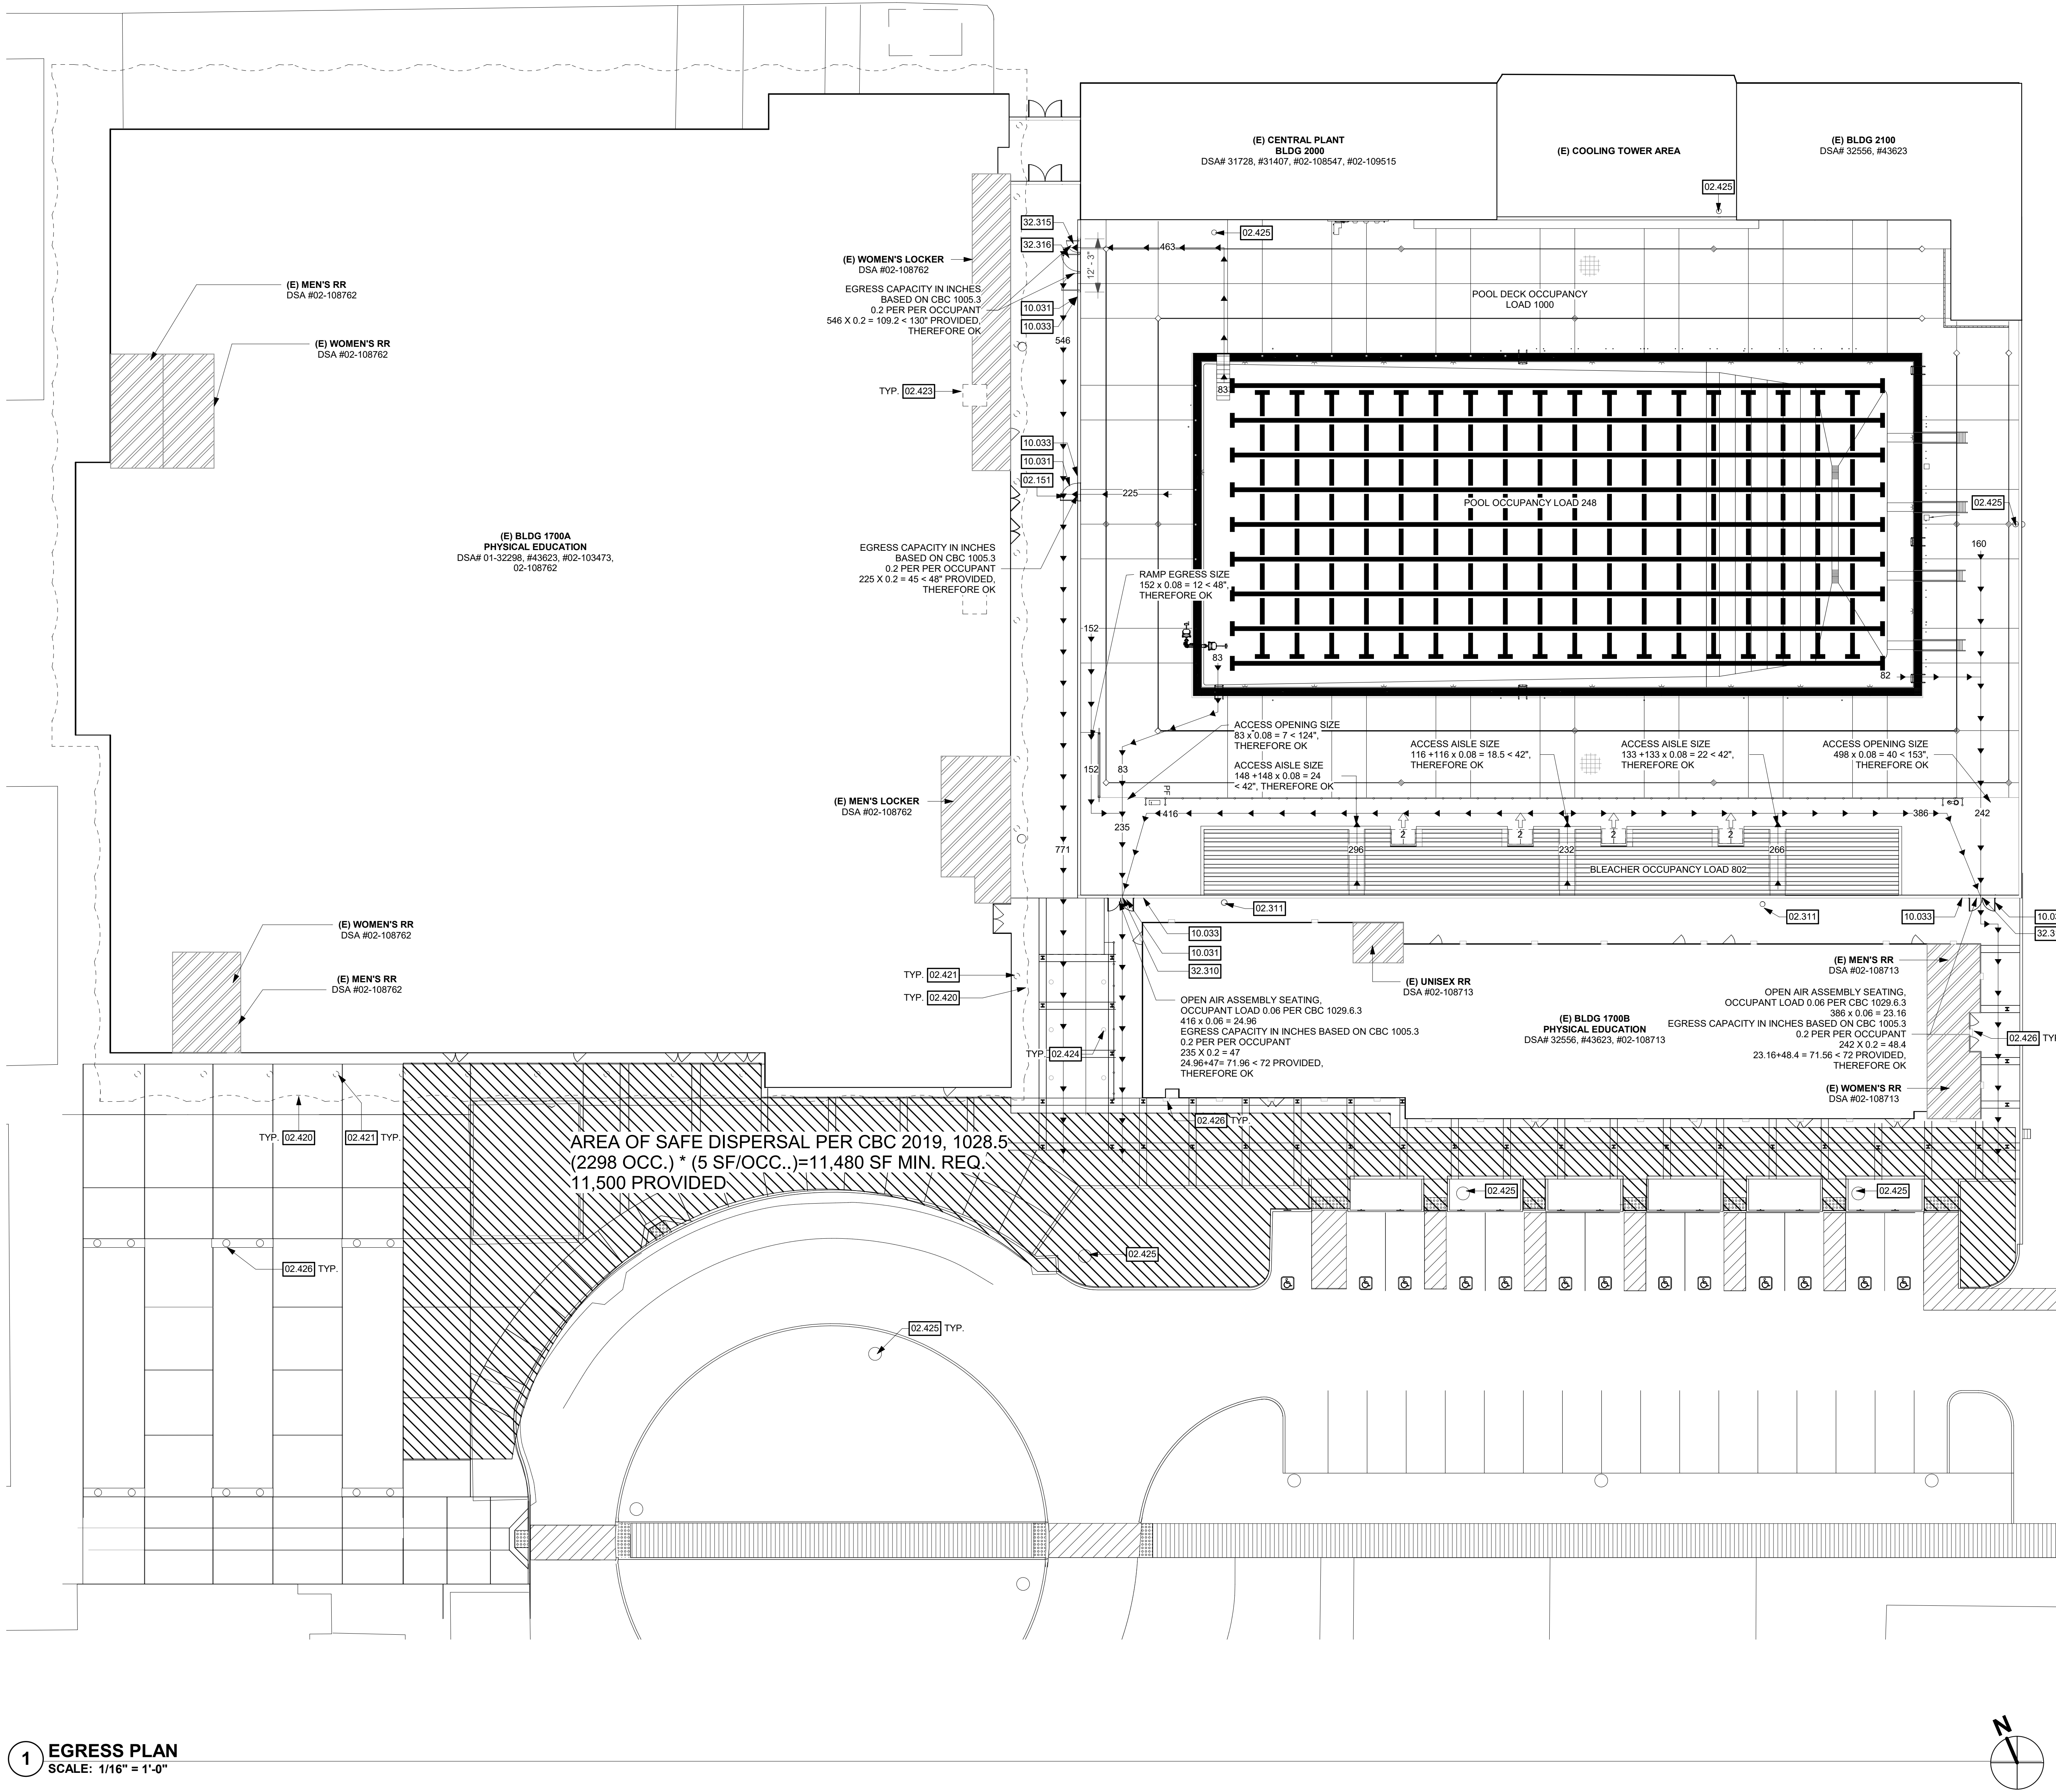 (E) CENTRAL PLANT
BLDG 2000
DSA# 31728, #31407, #02-108547, #02-109515
(E) COOLING TOWER AREA
(E) BLDG 2100
DSA# 32556, #43623
02.425
32.315
32.316
463
02.425
12' - 3"
(E) WOMEN'S LOCKER
DSA #02-108762
EGRESS CAPACITY IN INCHES
BASED ON CBC 1005.3
0.2 PER PER OCCUPANT
546 X 0.2 = 109.2 < 130" PROVIDED,
THEREFORE OK
(E) MEN'S RR
DSA #02-108762
(E) WOMEN'S RR
DSA #02-108762
10.031
10.033
546
POOL DECK OCCUPANCY
LOAD 1000
TYP. 02.423
83
10.033
10.031
02.151
225
POOL OCCUPANCY LOAD 248
02.425
160
(E) BLDG 1700A
PHYSICAL EDUCATION
DSA# 01-32298, #43623, #02-103473,
02-108762
EGRESS CAPACITY IN INCHES
BASED ON CBC 1005.3
0.2 PER PER OCCUPANT
225 X 0.2 = 45 < 48" PROVIDED,
THEREFORE OK
RAMP EGRESS SIZE
152 x 0.08 = 12 < 48",
THEREFORE OK
152
83
82
ACCESS OPENING SIZE
83 x 0.08 = 7 < 124",
THEREFORE OK
ACCESS AISLE SIZE
148 +148 x 0.08 = 24
< 42", THEREFORE OK
ACCESS AISLE SIZE
116 +116 x 0.08 = 18.5 < 42",
THEREFORE OK
ACCESS AISLE SIZE
133 +133 x 0.08 = 22 < 42",
THEREFORE OK
ACCESS OPENING SIZE
498 x 0.08 = 40 < 153",
THEREFORE OK
152
83
PF
(E) MEN'S LOCKER
DSA #02-108762
416
386
242
235
771
2
2
2
2
296
232
266
BLEACHER OCCUPANCY LOAD 802
02.311
02.311
10.033
10.03
32.3
10.033
10.031
32.310
(E) WOMEN'S RR
DSA #02-108762
(E) MEN'S RR
DSA #02-108762
TYP. 02.421
TYP. 02.420
TYP. 02.424
(E) UNISEX RR
DSA #02-108713
OPEN AIR ASSEMBLY SEATING,
OCCUPANT LOAD 0.06 PER CBC 1029.6.3
416 x 0.06 = 24.96
EGRESS CAPACITY IN INCHES BASED ON CBC 1005.3
0.2 PER PER OCCUPANT
235 X 0.2 = 47
24.96+47= 71.96 < 72 PROVIDED,
THEREFORE OK
(E) BLDG 1700B
PHYSICAL EDUCATION
DSA# 32556, #43623, #02-108713
(E) MEN'S RR
DSA #02-108713
OPEN AIR ASSEMBLY SEATING,
OCCUPANT LOAD 0.06 PER CBC 1029.6.3
386 x 0.06 = 23.16
EGRESS CAPACITY IN INCHES BASED ON CBC 1005.3
0.2 PER PER OCCUPANT
242 X 0.2 = 48.4
23.16+48.4 = 71.56 < 72 PROVIDED,
THEREFORE OK
(E) WOMEN'S RR
DSA #02-108713
02.426 TY
02.426 TYP.
TYP. 02.420
02.421 TYP.
AREA OF SAFE DISPERSAL PER CBC 2019, 1028.5
(2298 OCC.) * (5 SF/OCC..)=11,480 SF MIN. REQ.
11,500 PROVIDED
02.425
02.425
02.425
02.426 TYP.
02.425 TYP.
1 EGRESS PLAN
SCALE: 1/16" = 1'-0"
N